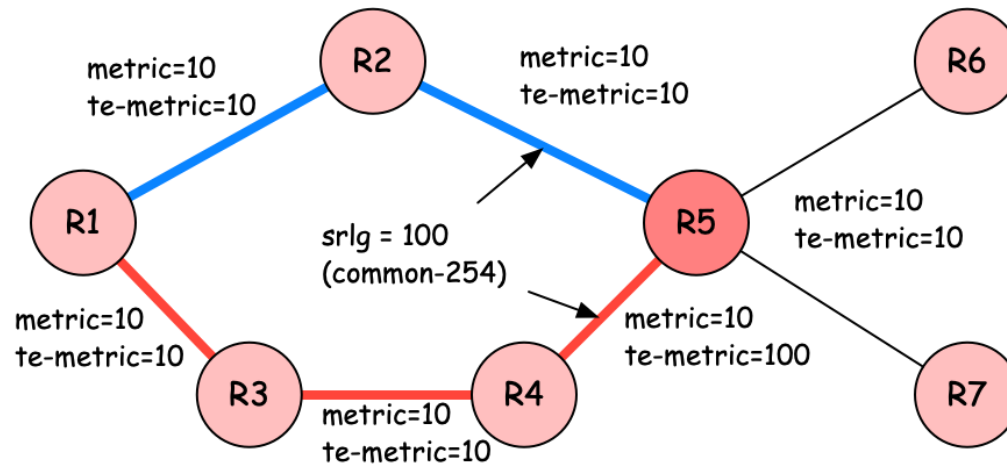 R2
R6
metric=10
te-metric=10
metric=10
te-metric=10
R1
R5
metric=10
te-metric=10
srlg = 100
(common-254)
metric=10
te-metric=10
metric=10
te-metric=100
R3
R4
R7
metric=10
te-metric=10